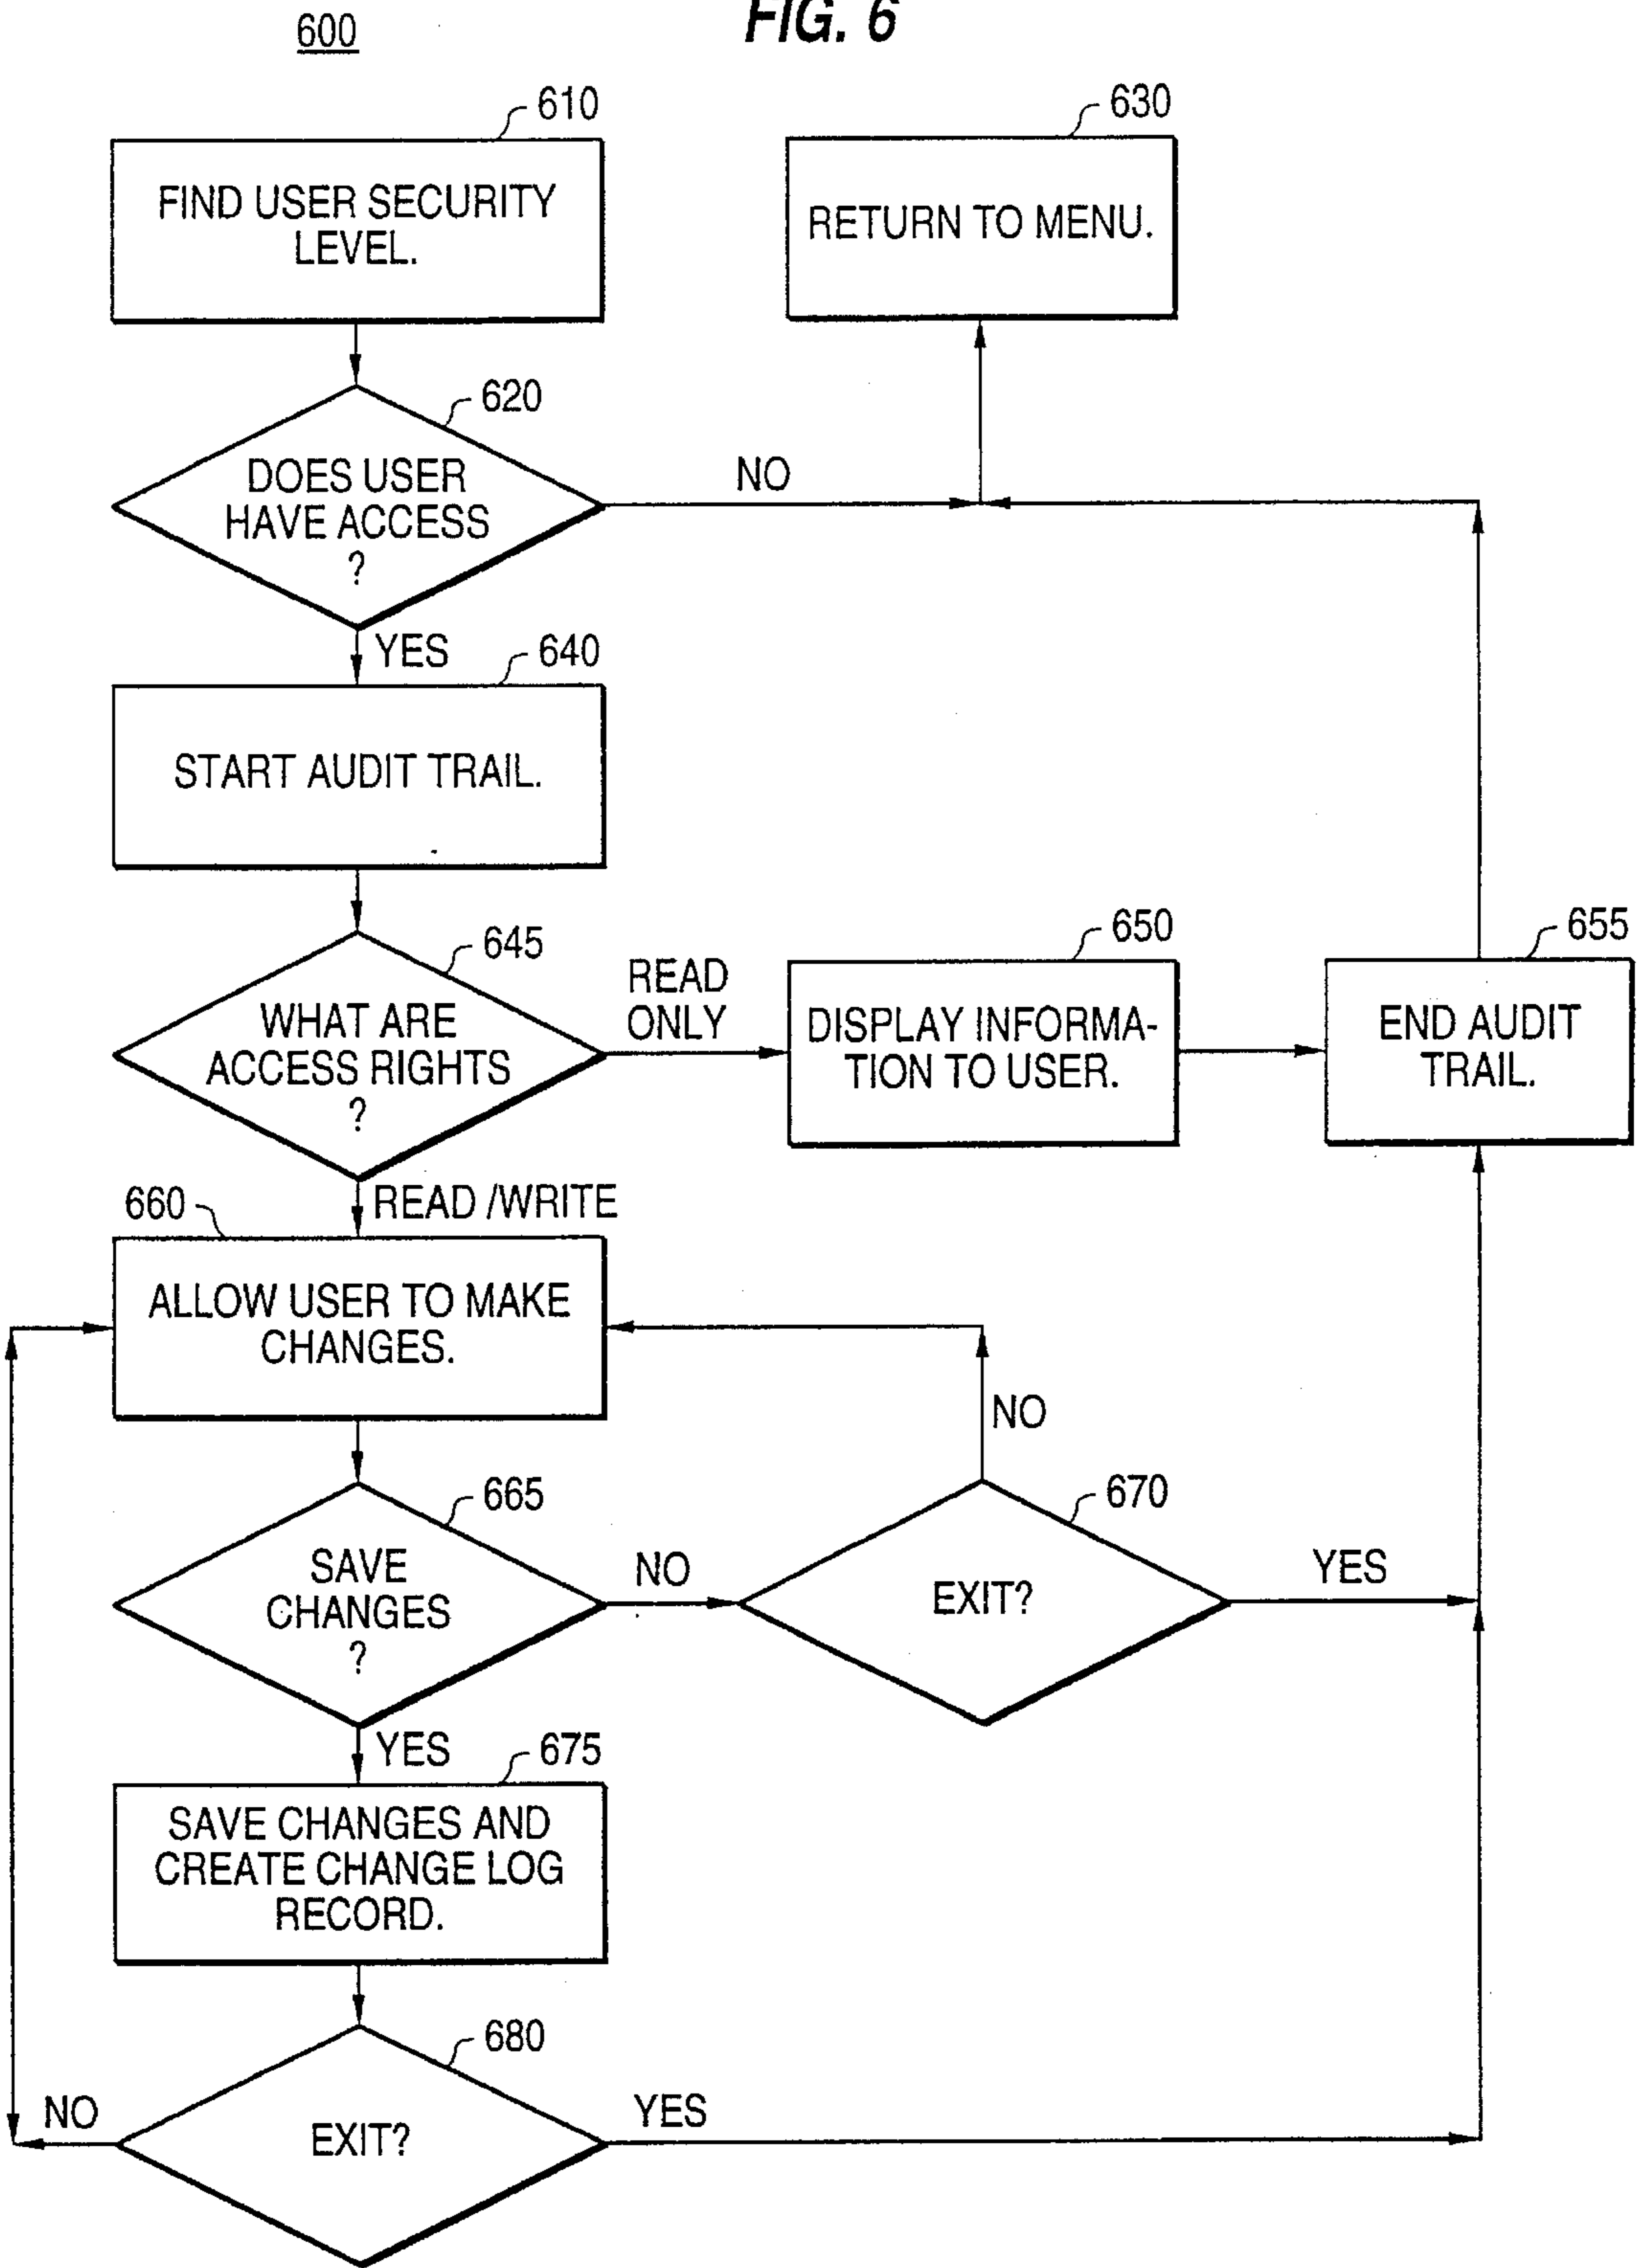 FIG. 6
600
610
FIND USER SECURITY
LEVEL.
630
RETURN TO MENU.
620
DOES USER
HAVE ACCESS
?
NO
YES
640
START AUDIT TRAIL.
645
WHAT ARE
ACCESS RIGHTS
?
READ
ONLY
650
DISPLAY INFORMA-
TION TO USER.
655
END AUDIT
TRAIL.
READ /WRITE
660
ALLOW USER TO MAKE
CHANGES.
NO
665
SAVE
CHANGES
?
NO
670
EXIT?
YES
YES
675
SAVE CHANGES AND
CREATE CHANGE LOG
RECORD.
680
EXIT?
NO
YES